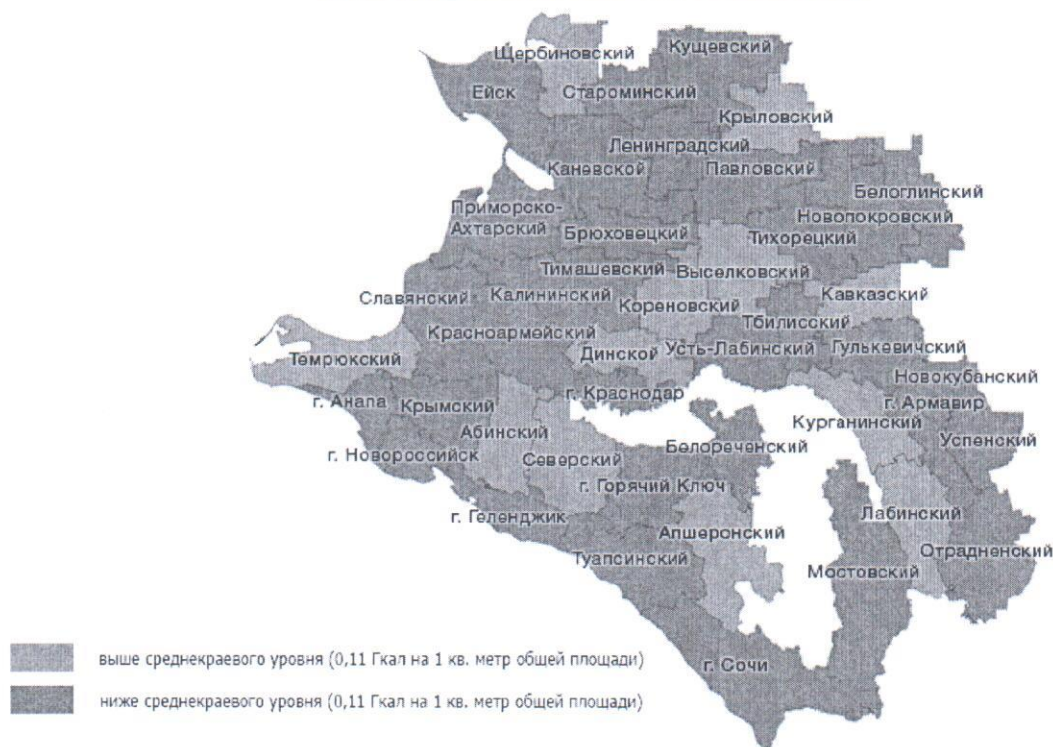 Щербиновский
Кущевский
Ейск
Староминский
Крыловский
Ленинградский
Каневской
Павловский
Белоглинский
Приморско-
Ахтарский
Новопокровский
Брюховецкий
Тихорецкий
Тимашевский
Выселковский
Славянский
Калининский
Кореновский
Кавказский
Тбилисский
Красноармейский
Темрюкский
Динской
Усть-Лабинский
Гулькевичский
Новокубанский
г. Анапа
Крымский
г. Краснодар
г. Армавир
Абинский
Курганинский
Успенский
г. Новороссийск
Северский
Белореченский
г. Горячий Ключ
г. Геленджик
Лабинский
Апшеронский
Туапсинский
Отрадненский
Мостовский
г. Сочи
выше среднекраевого уровня (0,11 Гкал на 1 кв. метр общей площади)
ниже среднекраевого уровня (0,11 Гкал на 1 кв. метр общей площади)